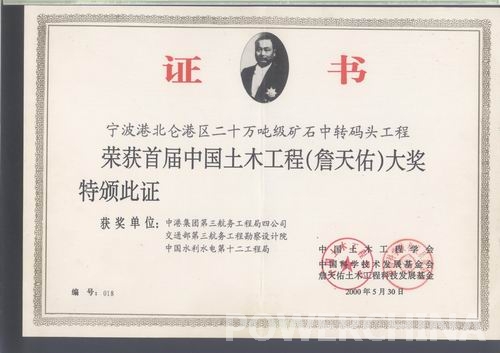 证 书
宁波港北仑港区二十万吨级矿石中转码头工程
荣获首届中国土木工程(詹天佑)大奖
特颁此证
获奖单位:中港集团第三航务工程局四公司
交通部第三航务工程勘察设计院
中国水利水电第十二工程局
中国土木工程学会
中国科学技术发展基金会
詹天佑土木工程科技发展基金
编号:018
2000年5月30日
POWERCHINA